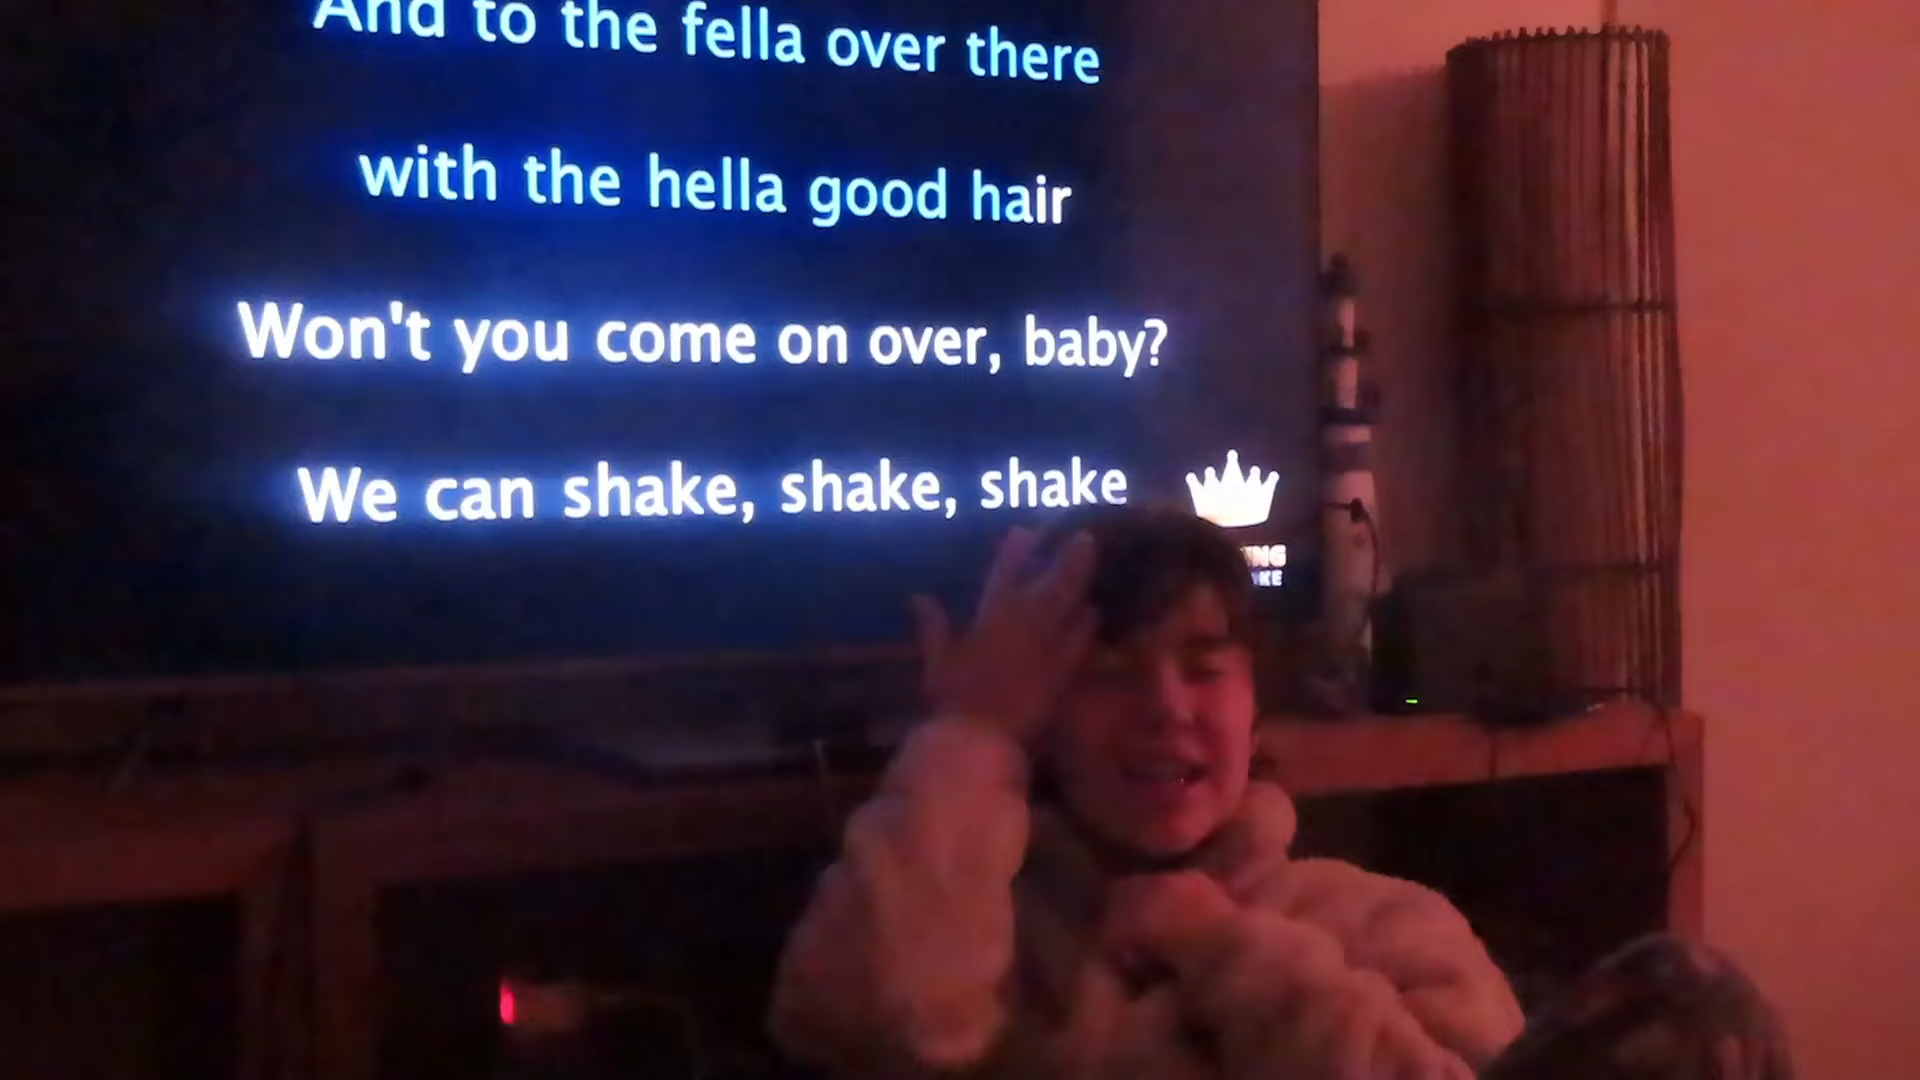 And to the fella over there
with the hella good hair
Won't you come on over, baby?
We can shake, shake, shake